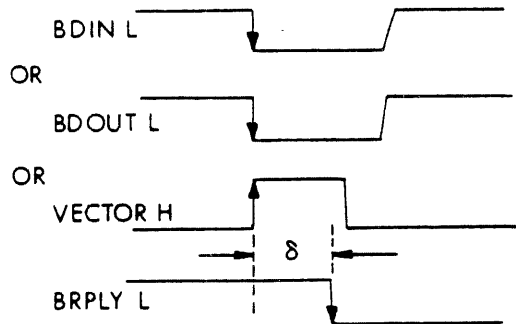 BDIN L
OR
BDOUT L
OR
VECTOR H
δ
BRPLY L